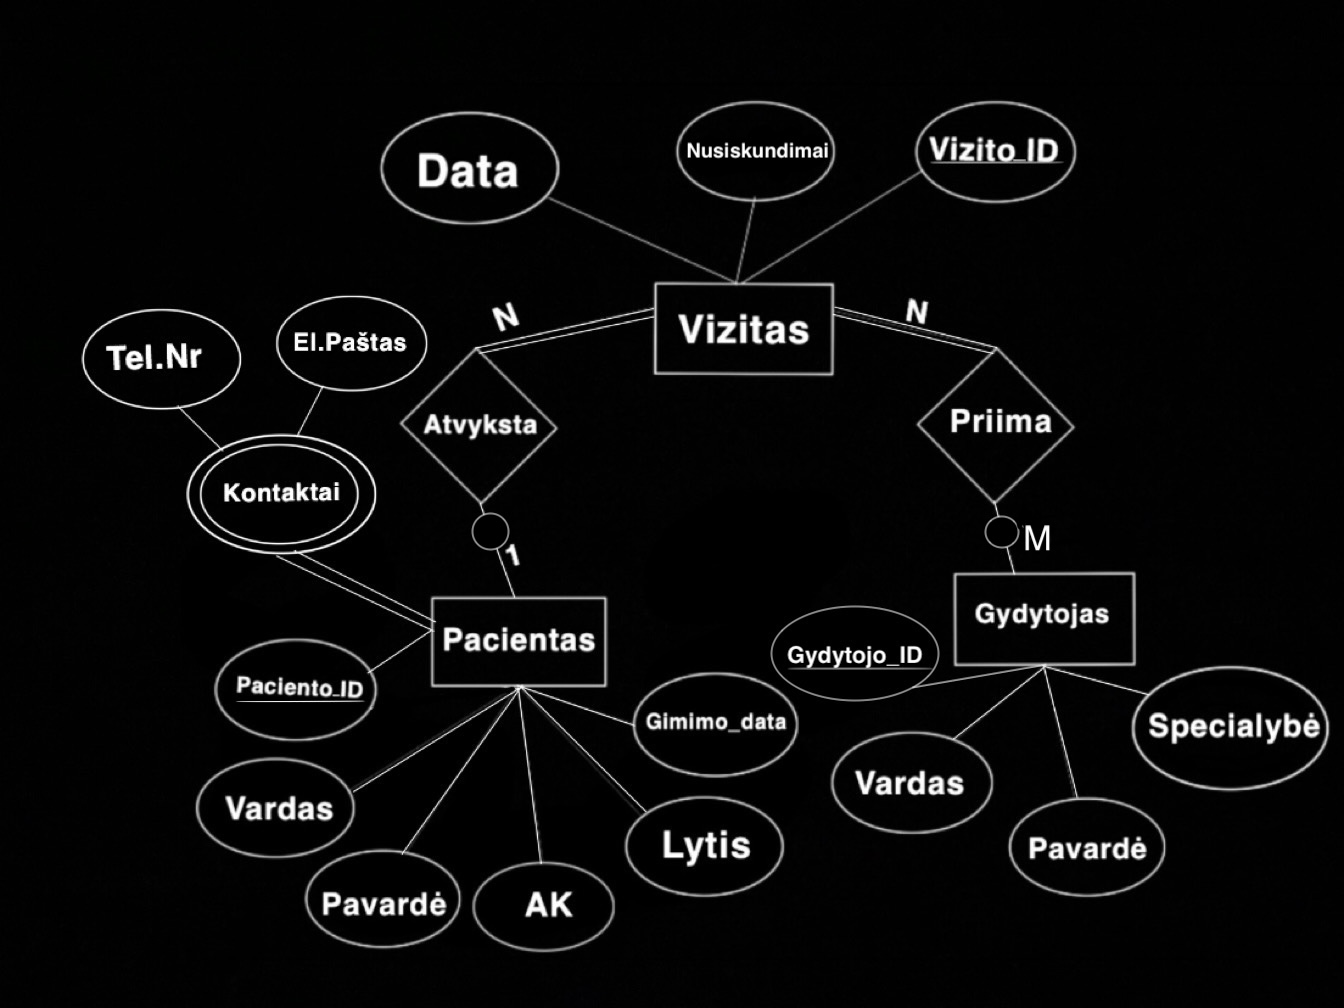 Data
Nusiskundimai
Vizito_ID
N
N
Vizitas
Tel.Nr
El.Paštas
Atvyksta
Priima
Kontaktai
1
M
Pacientas
Gydytojas
Gydytojo_ID
Paciento_ID
Gimimo_data
Specialybė
Vardas
Vardas
Lytis
Pavardė
Pavardė
AK